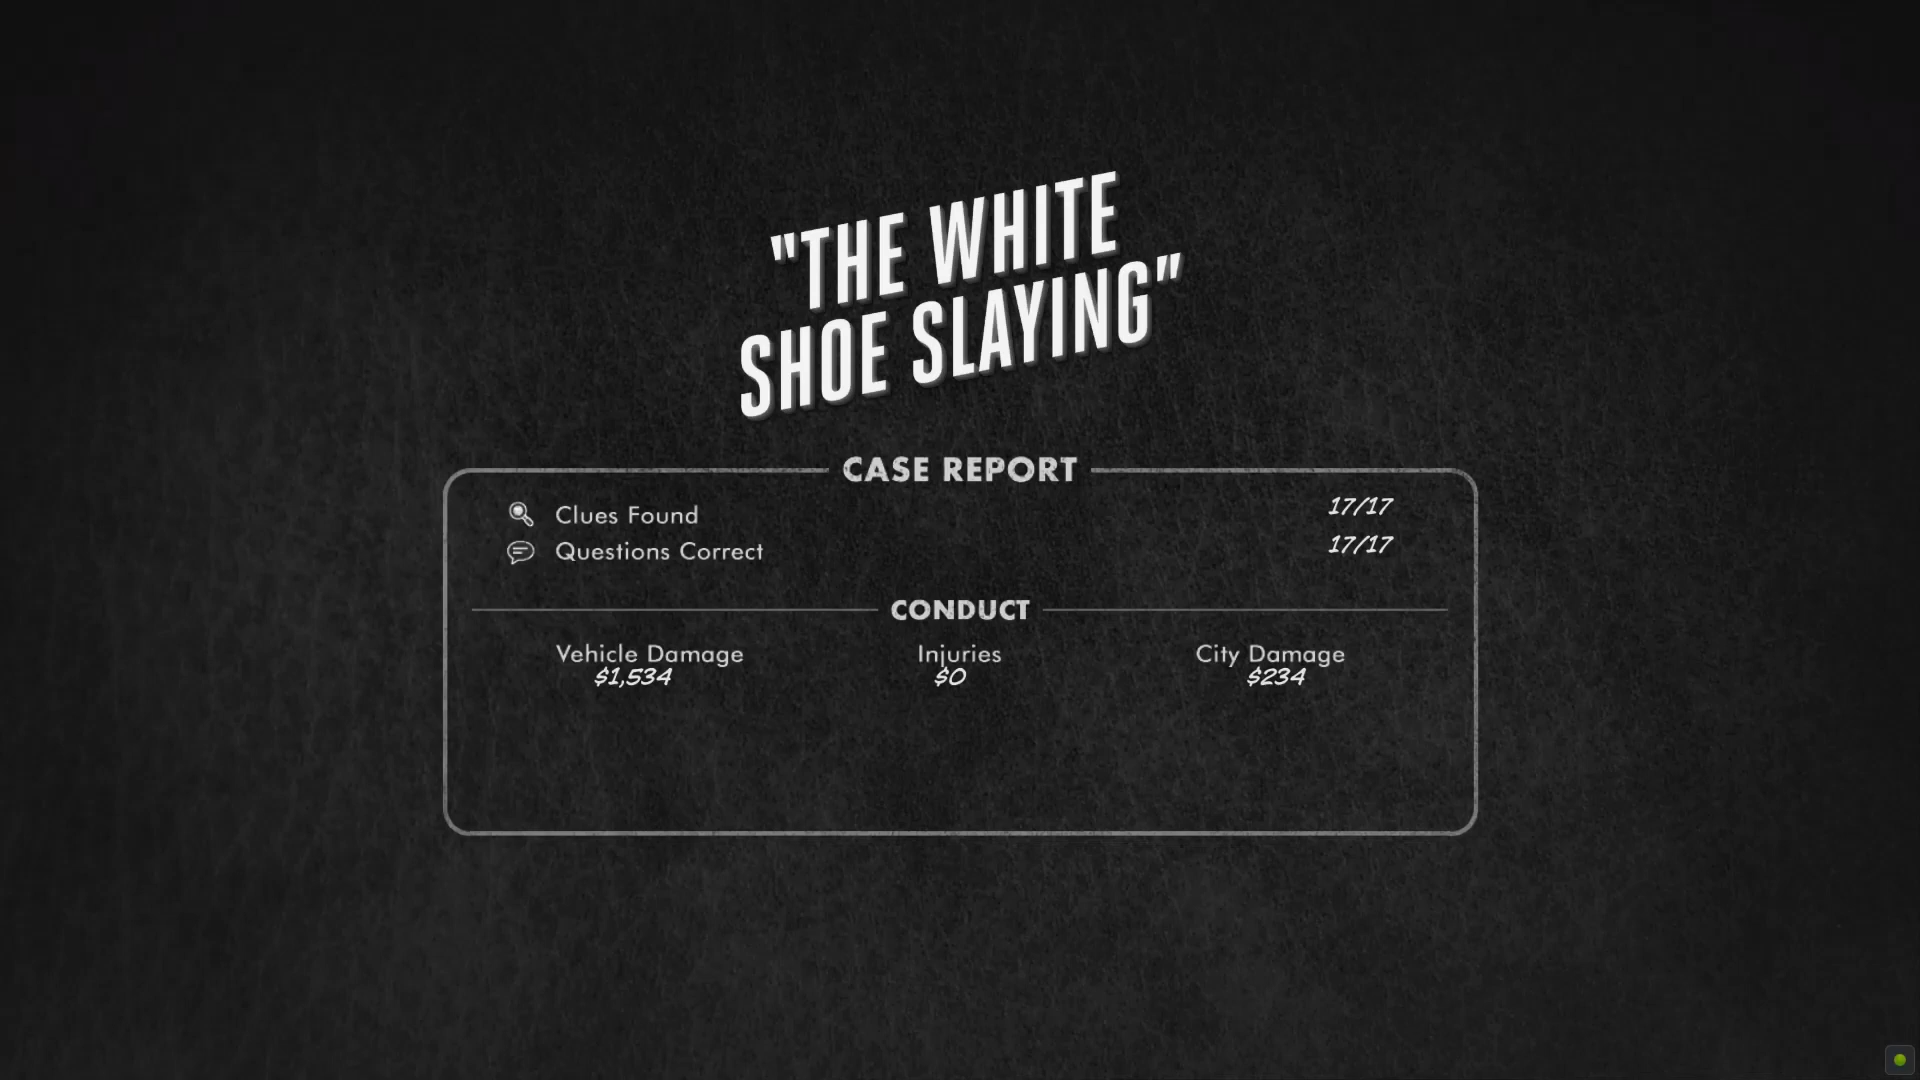 "THE WHITE
SHOE SLAYING"
CASE REPORT
Clues Found 17/17
Questions Correct 17/17
CONDUCT
Vehicle Damage Injuries City Damage
$1,534 $0 $234